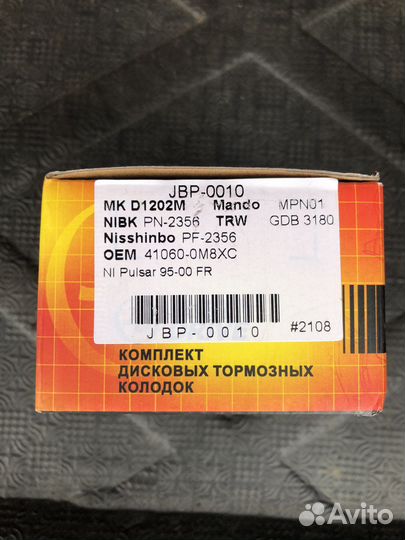 JBP-0010
MK D1202M Mando MPN01
NIBK PN-2356 TRW GDB 3180
Nisshinbo PF-2356
OEM 41060-0M8XC
NI Pulsar 95-00 FR
JBP-0010 #2108
КОМПЛЕКТ
ДИСКОВЫХ ТОРМОЗНЫХ
КОЛОДОК
Avito